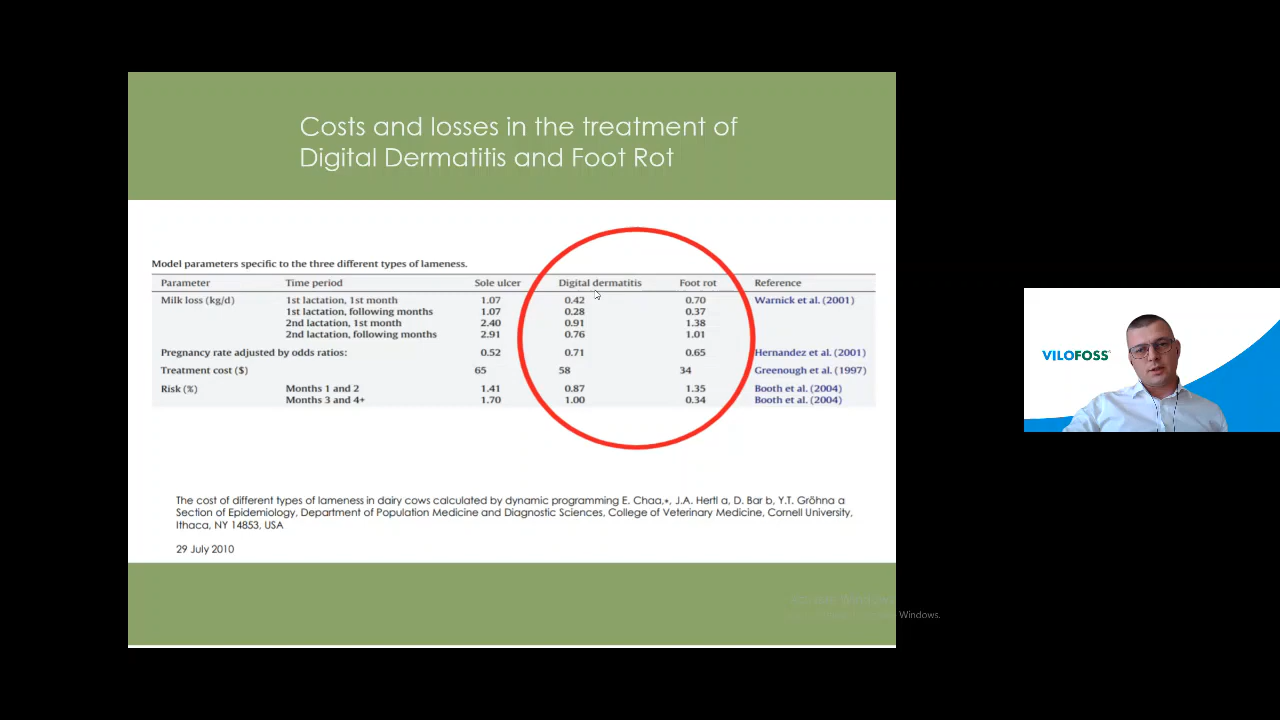 Costs and losses in the treatment of
Digital Dermatitis and Foot Rot
Model parameters specific to the three different types of lameness.
Parameter Time period Sole ulcer Digital dermatitis Foot rot Reference
Milk loss (kg/d) 1st lactation, 1st month 1.07 0.42 0.70 Warnick et al. (2001)
1st lactation, following months 1.07 0.28 0.37
2nd lactation, 1st month 2.40 0.91 1.38
2nd lactation, following months 2.91 0.76 1.01
Pregnancy rate adjusted by odds ratios: 0.52 0.71 0.65 Hernandez et al. (2001)
Treatment cost ($) 65 58 34 Greenough et al. (1997)
Risk (%) Months 1 and 2 1.41 0.87 1.35 Booth et al. (2004)
Months 3 and 4+ 1.70 1.00 0.34 Booth et al. (2004)
VILOFOSS
The cost of different types of lameness in dairy cows calculated by dynamic programming E. Chaa,∗, J.A. Hertl a, D. Bar b, Y.T. Gröhna a
Section of Epidemiology, Department of Population Medicine and Diagnostic Sciences, College of Veterinary Medicine, Cornell University,
Ithaca, NY 14853, USA
29 July 2010
Windows.